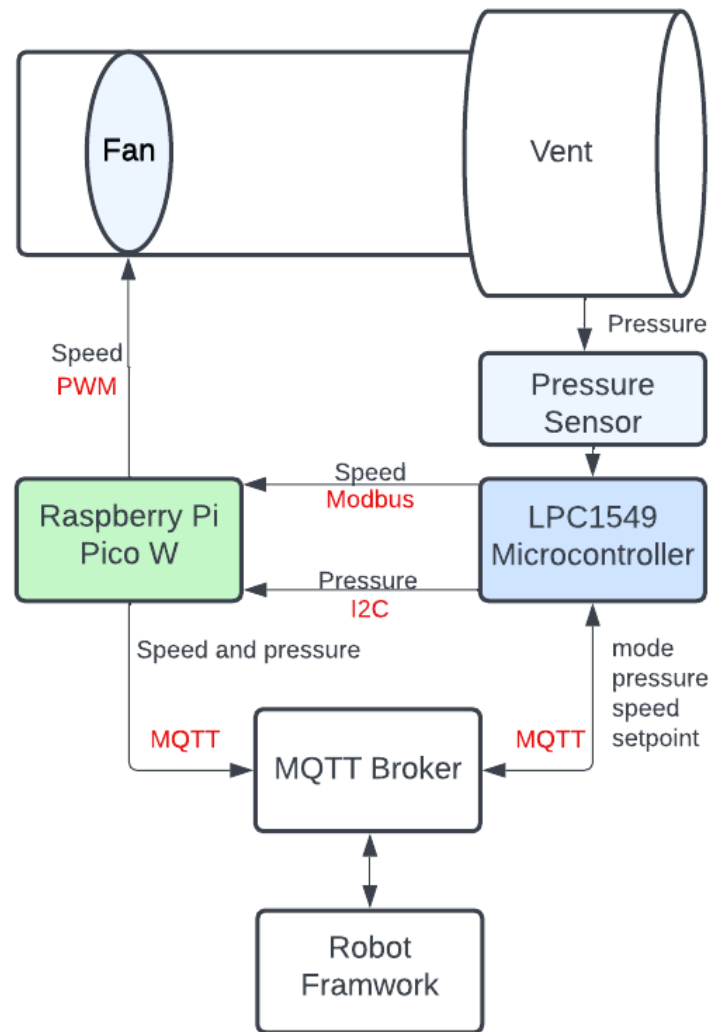 Fan
Vent
Pressure
Speed
PWM
Pressure
Sensor
Speed
Modbus
Raspberry Pi
Pico W
LPC1549
Microcontroller
Pressure
I2C
Speed and pressure
mode
pressure
speed
setpoint
MQTT
MQTT
MQTT Broker
Robot
Framwork